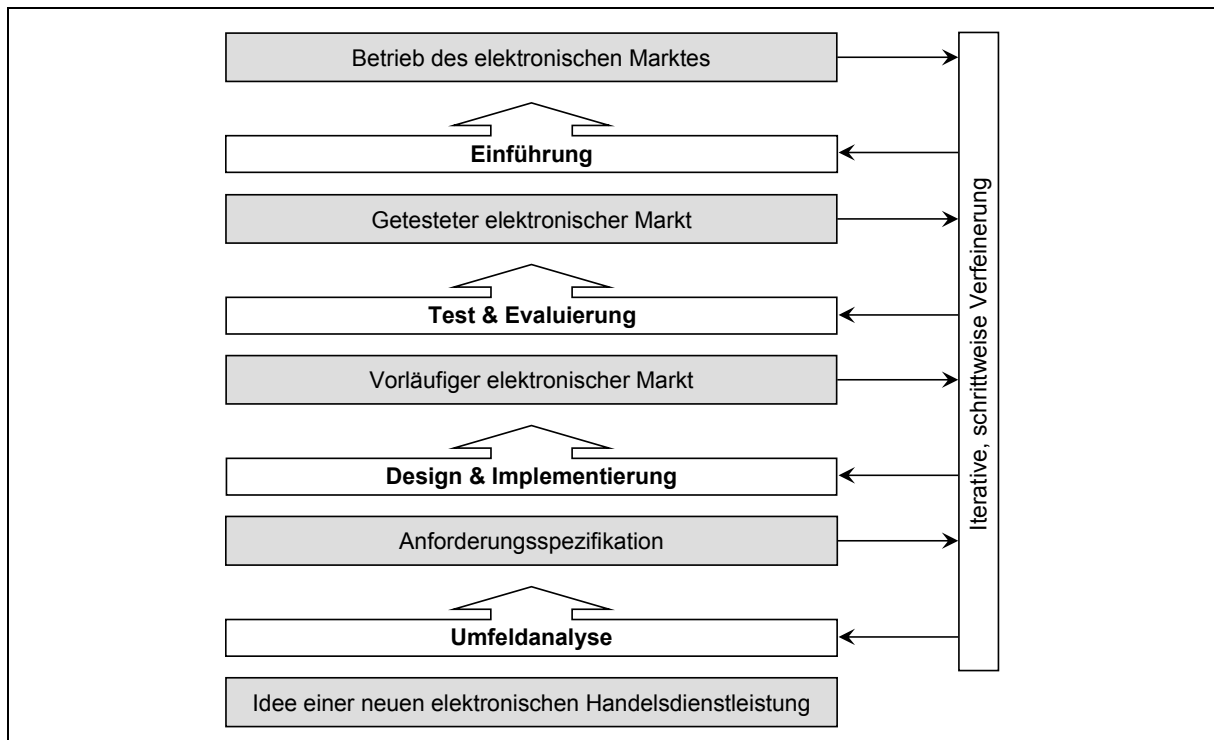 Betrieb des elektronischen Marktes
Einführung
Getesteter elektronischer Markt
Test & Evaluierung
Vorläufiger elektronischer Markt
Design & Implementierung
Anforderungsspezifikation
Umfeldanalyse
Idee einer neuen elektronischen Handelsdienstleistung
Iterative, schrittweise Verfeinerung